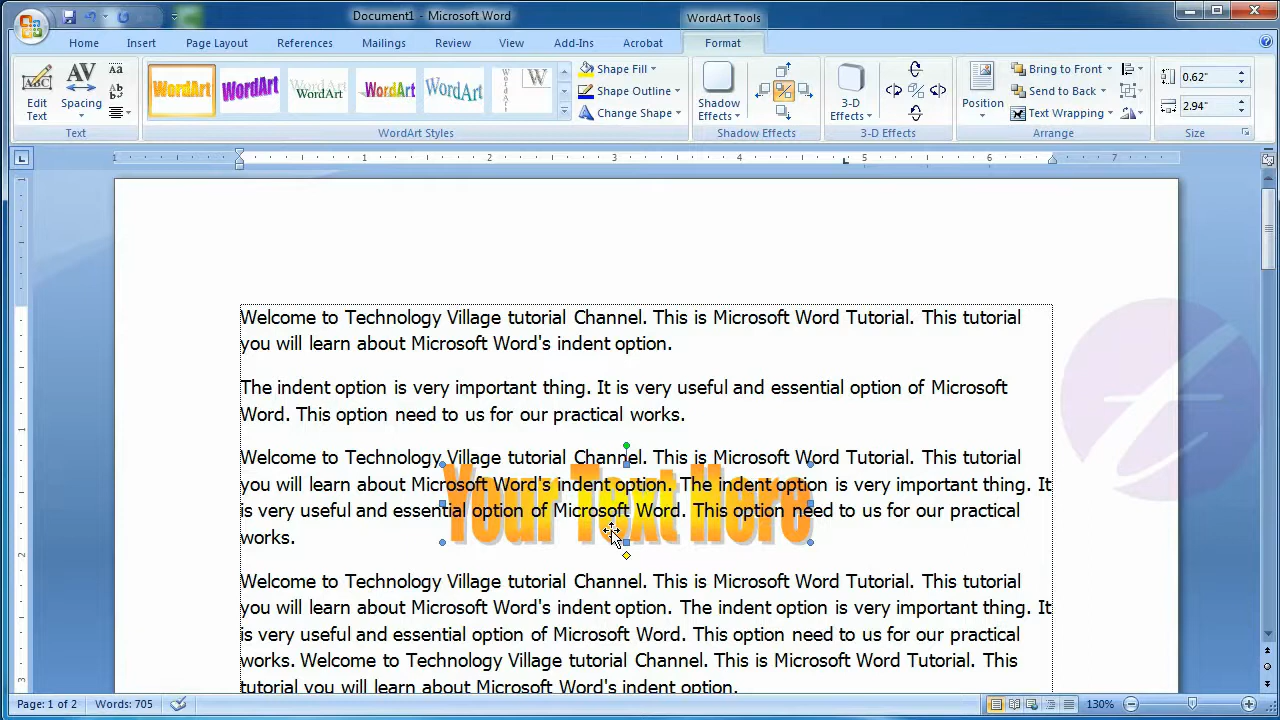 Document1 - Microsoft Word
WordArt Tools
Home Insert Page Layout References Mailings Review View Add-Ins Acrobat Format
Edit Text
Spacing
Text
WordArt WordArt WordArt WordArt WordArt W
WordArt Styles
Shape Fill
Shape Outline
Change Shape
Shadow Effects
Shadow Effects
3-D Effects
3-D Effects
Position
Bring to Front
Send to Back
Text Wrapping
Arrange
0.62"
2.94"
Size
1 1 2 3 4 5 6 7
Welcome to Technology Village tutorial Channel. This is Microsoft Word Tutorial. This tutorial
you will learn about Microsoft Word's indent option.
The indent option is very important thing. It is very useful and essential option of Microsoft
Word. This option need to us for our practical works.
Welcome to Technology Village tutorial Channel. This is Microsoft Word Tutorial. This tutorial
you will learn about Microsoft Word's indent option. The indent option is very important thing. It
is very useful and essential option of Microsoft Word. This option need to us for our practical
works.
Your Text Here
Welcome to Technology Village tutorial Channel. This is Microsoft Word Tutorial. This tutorial
you will learn about Microsoft Word's indent option. The indent option is very important thing. It
is very useful and essential option of Microsoft Word. This option need to us for our practical
works. Welcome to Technology Village tutorial Channel. This is Microsoft Word Tutorial. This
tutorial you will learn about Microsoft Word's indent option.
Page: 1 of 2 Words: 705 130%